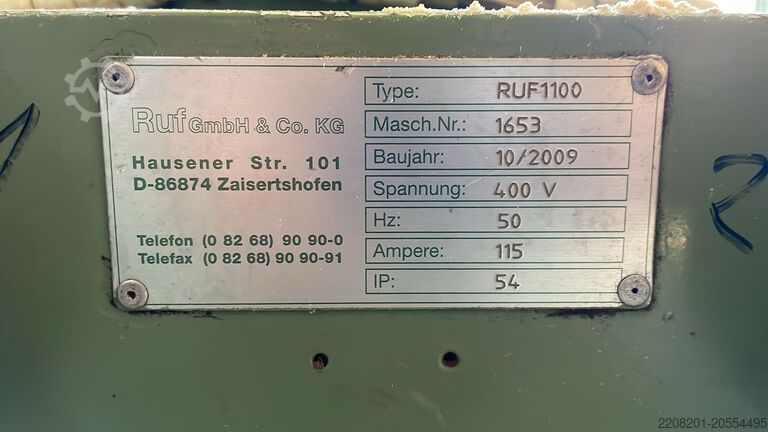 Ruf GmbH & Co. KG
Hausener Str. 101
D-86874 Zaisertshofen
Telefon (0 82 68) 90 90-0
Telefax (0 82 68) 90 90-91
Type: RUF1100
Masch.Nr.: 1653
Baujahr: 10/2009
Spannung: 400 V
Hz: 50
Ampere: 115
IP: 54
1
2
2208201-20554495